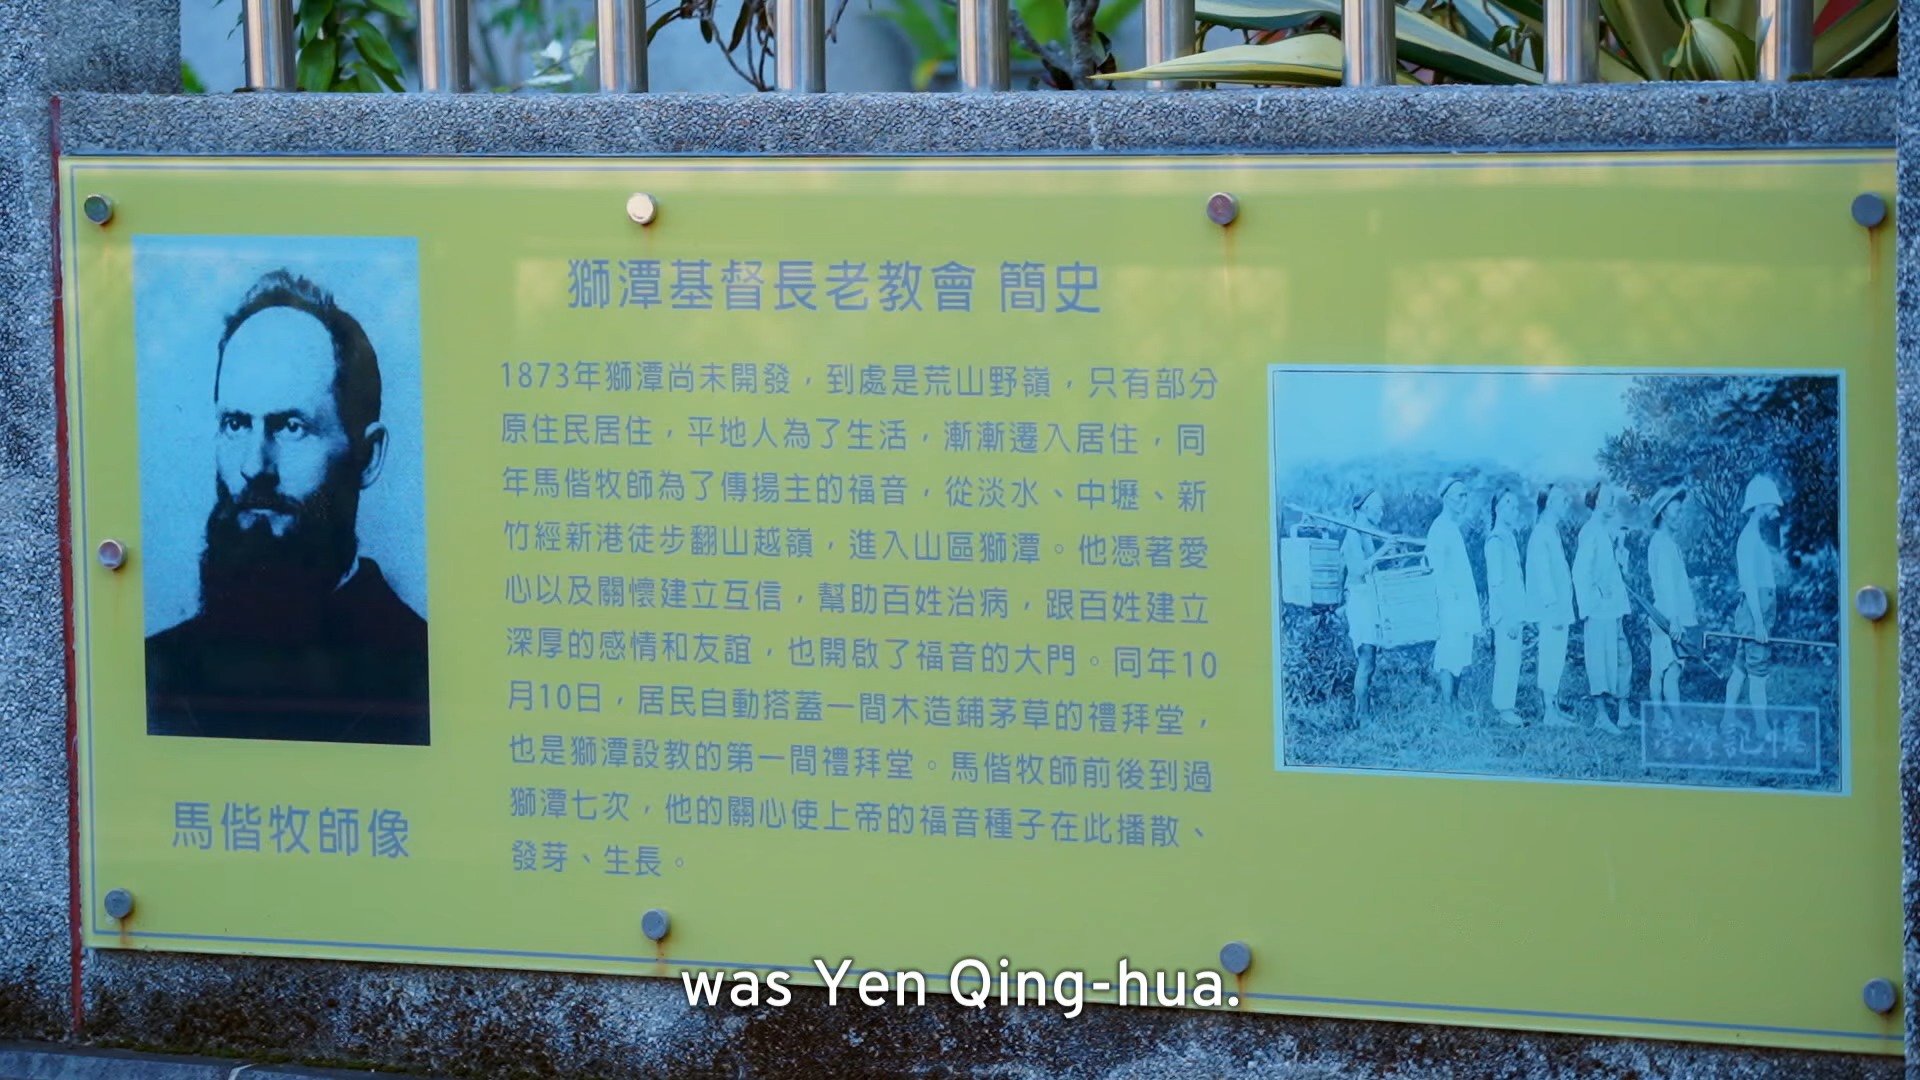 獅潭基督長老教會 簡史
1873年獅潭尚未開發，到處是荒山野嶺，只有部分
原住民居住，平地人為了生活，漸漸遷入居住，同
年馬偕牧師為了傳揚主的福音，從淡水、中壢、新
竹經新港徒步翻山越嶺，進入山區獅潭。他憑著愛
心以及關懷建立互信，幫助百姓治病，跟百姓建立
深厚的感情和友誼，也開啟了福音的大門。同年10
月10日，居民自動搭蓋一間木造鋪茅草的禮拜堂，
也是獅潭設教的第一間禮拜堂。馬偕牧師前後到過
獅潭七次，他的關心使上帝的福音種子在此播散、
發芽、生長。
馬偕牧師像
臺灣記憶
was Yen Qing-hua.